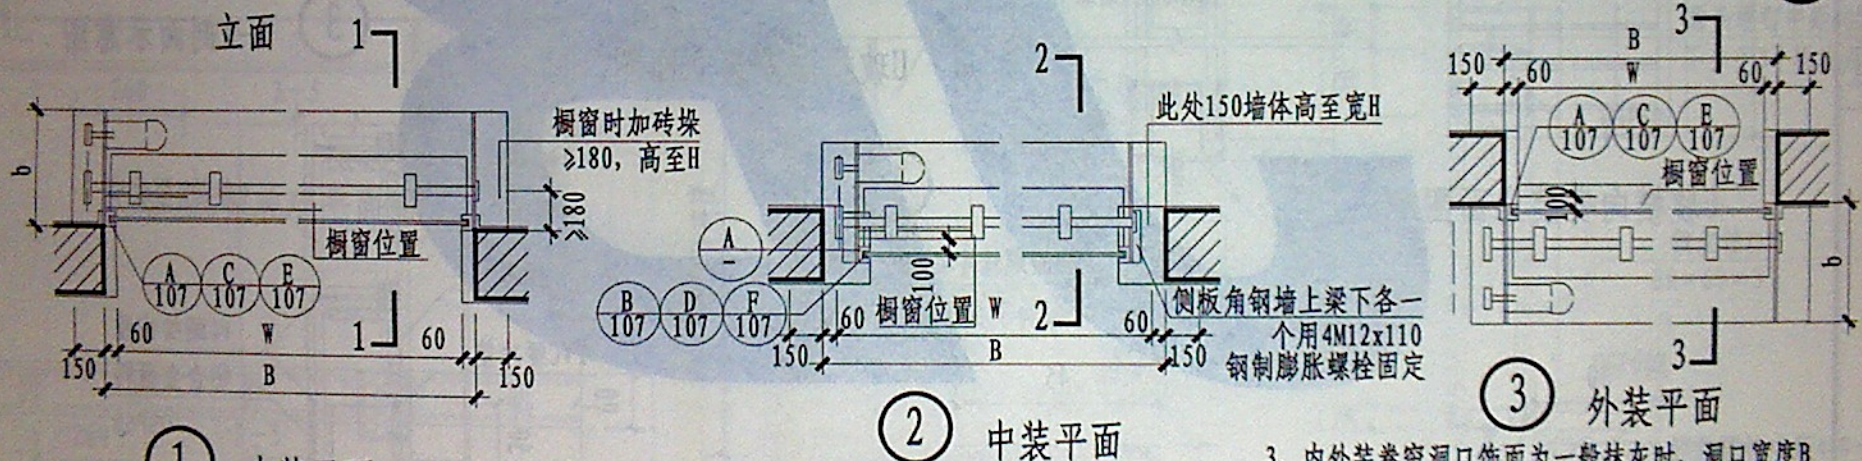 立面
1
橱窗时加砖垛
≥180，高至H
b
≥180
橱窗位置
A
107
C
107
E
107
60
W
1
60
150
B
150
1
2
此处150墙体高至宽H
A
-
100
B
107
D
107
F
107
60
橱窗位置
W
2
60
150
B
150
侧板角钢墙上梁下各一
个用4M12x110
钢制膨胀螺栓固定
2
中装平面
3
B
150
60
W
60
150
A
107
C
107
E
107
橱窗位置
100
b
3
3
外装平面
3
内外装卷帘洞口饰面为一般抹灰时，洞口宽度B